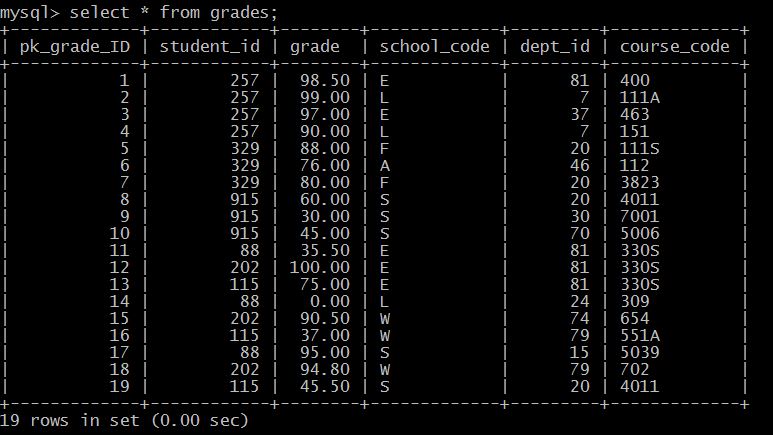 mysql> select * from grades;
+-------------+------------+--------+-------------+---------+-------------+
| pk_grade_ID | student_id | grade  | school_code | dept_id | course_code |
+-------------+------------+--------+-------------+---------+-------------+
|           1 |        257 |  98.50 | E           |      81 | 400         |
|           2 |        257 |  99.00 | L           |       7 | 111A        |
|           3 |        257 |  97.00 | E           |      37 | 463         |
|           4 |        257 |  90.00 | L           |       7 | 151         |
|           5 |        329 |  88.00 | F           |      20 | 111S        |
|           6 |        329 |  76.00 | A           |      46 | 112         |
|           7 |        329 |  80.00 | F           |      20 | 3823        |
|           8 |        915 |  60.00 | S           |      20 | 4011        |
|           9 |        915 |  30.00 | S           |      30 | 7001        |
|          10 |        915 |  45.00 | S           |      70 | 5006        |
|          11 |         88 |  35.50 | E           |      81 | 330S        |
|          12 |        202 | 100.00 | E           |      81 | 330S        |
|          13 |        115 |  75.00 | E           |      81 | 330S        |
|          14 |         88 |   0.00 | L           |      24 | 309         |
|          15 |        202 |  90.50 | W           |      74 | 654         |
|          16 |        115 |  37.00 | W           |      79 | 551A        |
|          17 |         88 |  95.00 | S           |      15 | 5039        |
|          18 |        202 |  94.80 | W           |      79 | 702         |
|          19 |        115 |  45.50 | S           |      20 | 4011        |
+-------------+------------+--------+-------------+---------+-------------+
19 rows in set (0.00 sec)